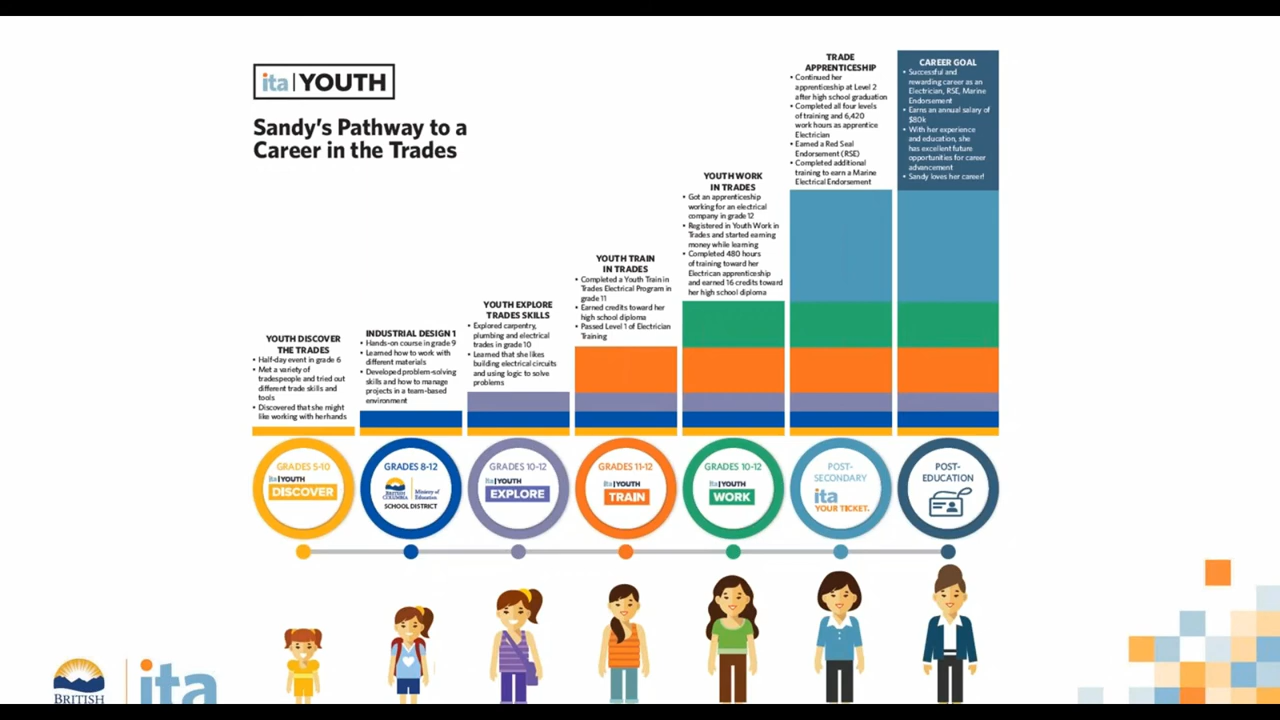 ita | YOUTH
Sandy's Pathway to a
Career in the Trades
YOUTH DISCOVER
THE TRADES
• Half-day event in grade 6
• Met a variety of
tradespeople and tried out
different trade skills and
tools
• Discovered that she might
like working with her hands
INDUSTRIAL DESIGN 1
• Hands-on course in grade 9
• Learned how to work with
different materials
• Developed problem-solving
skills and how to manage
projects in a team-based
environment
YOUTH EXPLORE
TRADES SKILLS
• Explored carpentry,
plumbing and electrical
trades in grade 10
• Learned that she likes
building electrical circuits
and using logic to solve
problems
YOUTH TRAIN
IN TRADES
• Completed a Youth Train in
Trades Electrical Program in
grade 11
• Earned credits toward her
high school diploma
• Passed Level 1 of Electrician
Training
YOUTH WORK
IN TRADES
• Got an apprenticeship
working for an electrical
company in grade 12
• Registered in Youth Work in
Trades and started earning
money while learning
• Completed 480 hours
of training toward her
Electrican apprenticeship
and earned 16 credits toward
her high school diploma
TRADE
APPRENTICESHIP
• Continued her
apprenticeship at Level 2
after high school graduation
• Completed all four levels
of training and 6,420
work hours as apprentice
Electrician
• Earned a Red Seal
Endorsement (RSE)
• Completed additional
training to earn a Marine
Electrical Endorsement
CAREER GOAL
• Successful and
rewarding career as an
Electrician, RSE, Marine
Endorsement
• Earns an annual salary of
$80k
• With her experience
and education, she
has excellent future
opportunities for career
advancement
• Sandy loves her career!
GRADES 5-10
ita | YOUTH
DISCOVER
GRADES 8-12
BRITISH
COLUMBIA
Ministry of
Education
SCHOOL DISTRICT
GRADES 10-12
ita | YOUTH
EXPLORE
GRADES 11-12
ita | YOUTH
TRAIN
GRADES 10-12
ita | YOUTH
WORK
POST-
SECONDARY
ita
YOUR TICKET.
POST-
EDUCATION
BRITISH
ita